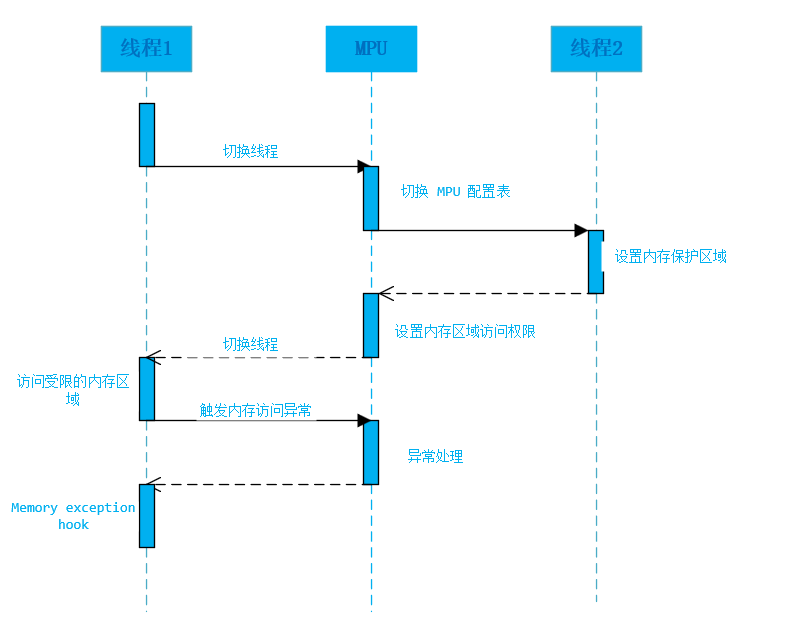 线程1
MPU
线程2
切换线程
切换 MPU 配置表
设置内存保护区域
设置内存区域访问权限
切换线程
访问受限的内存区
域
触发内存访问异常
异常处理
Memory exception
hook